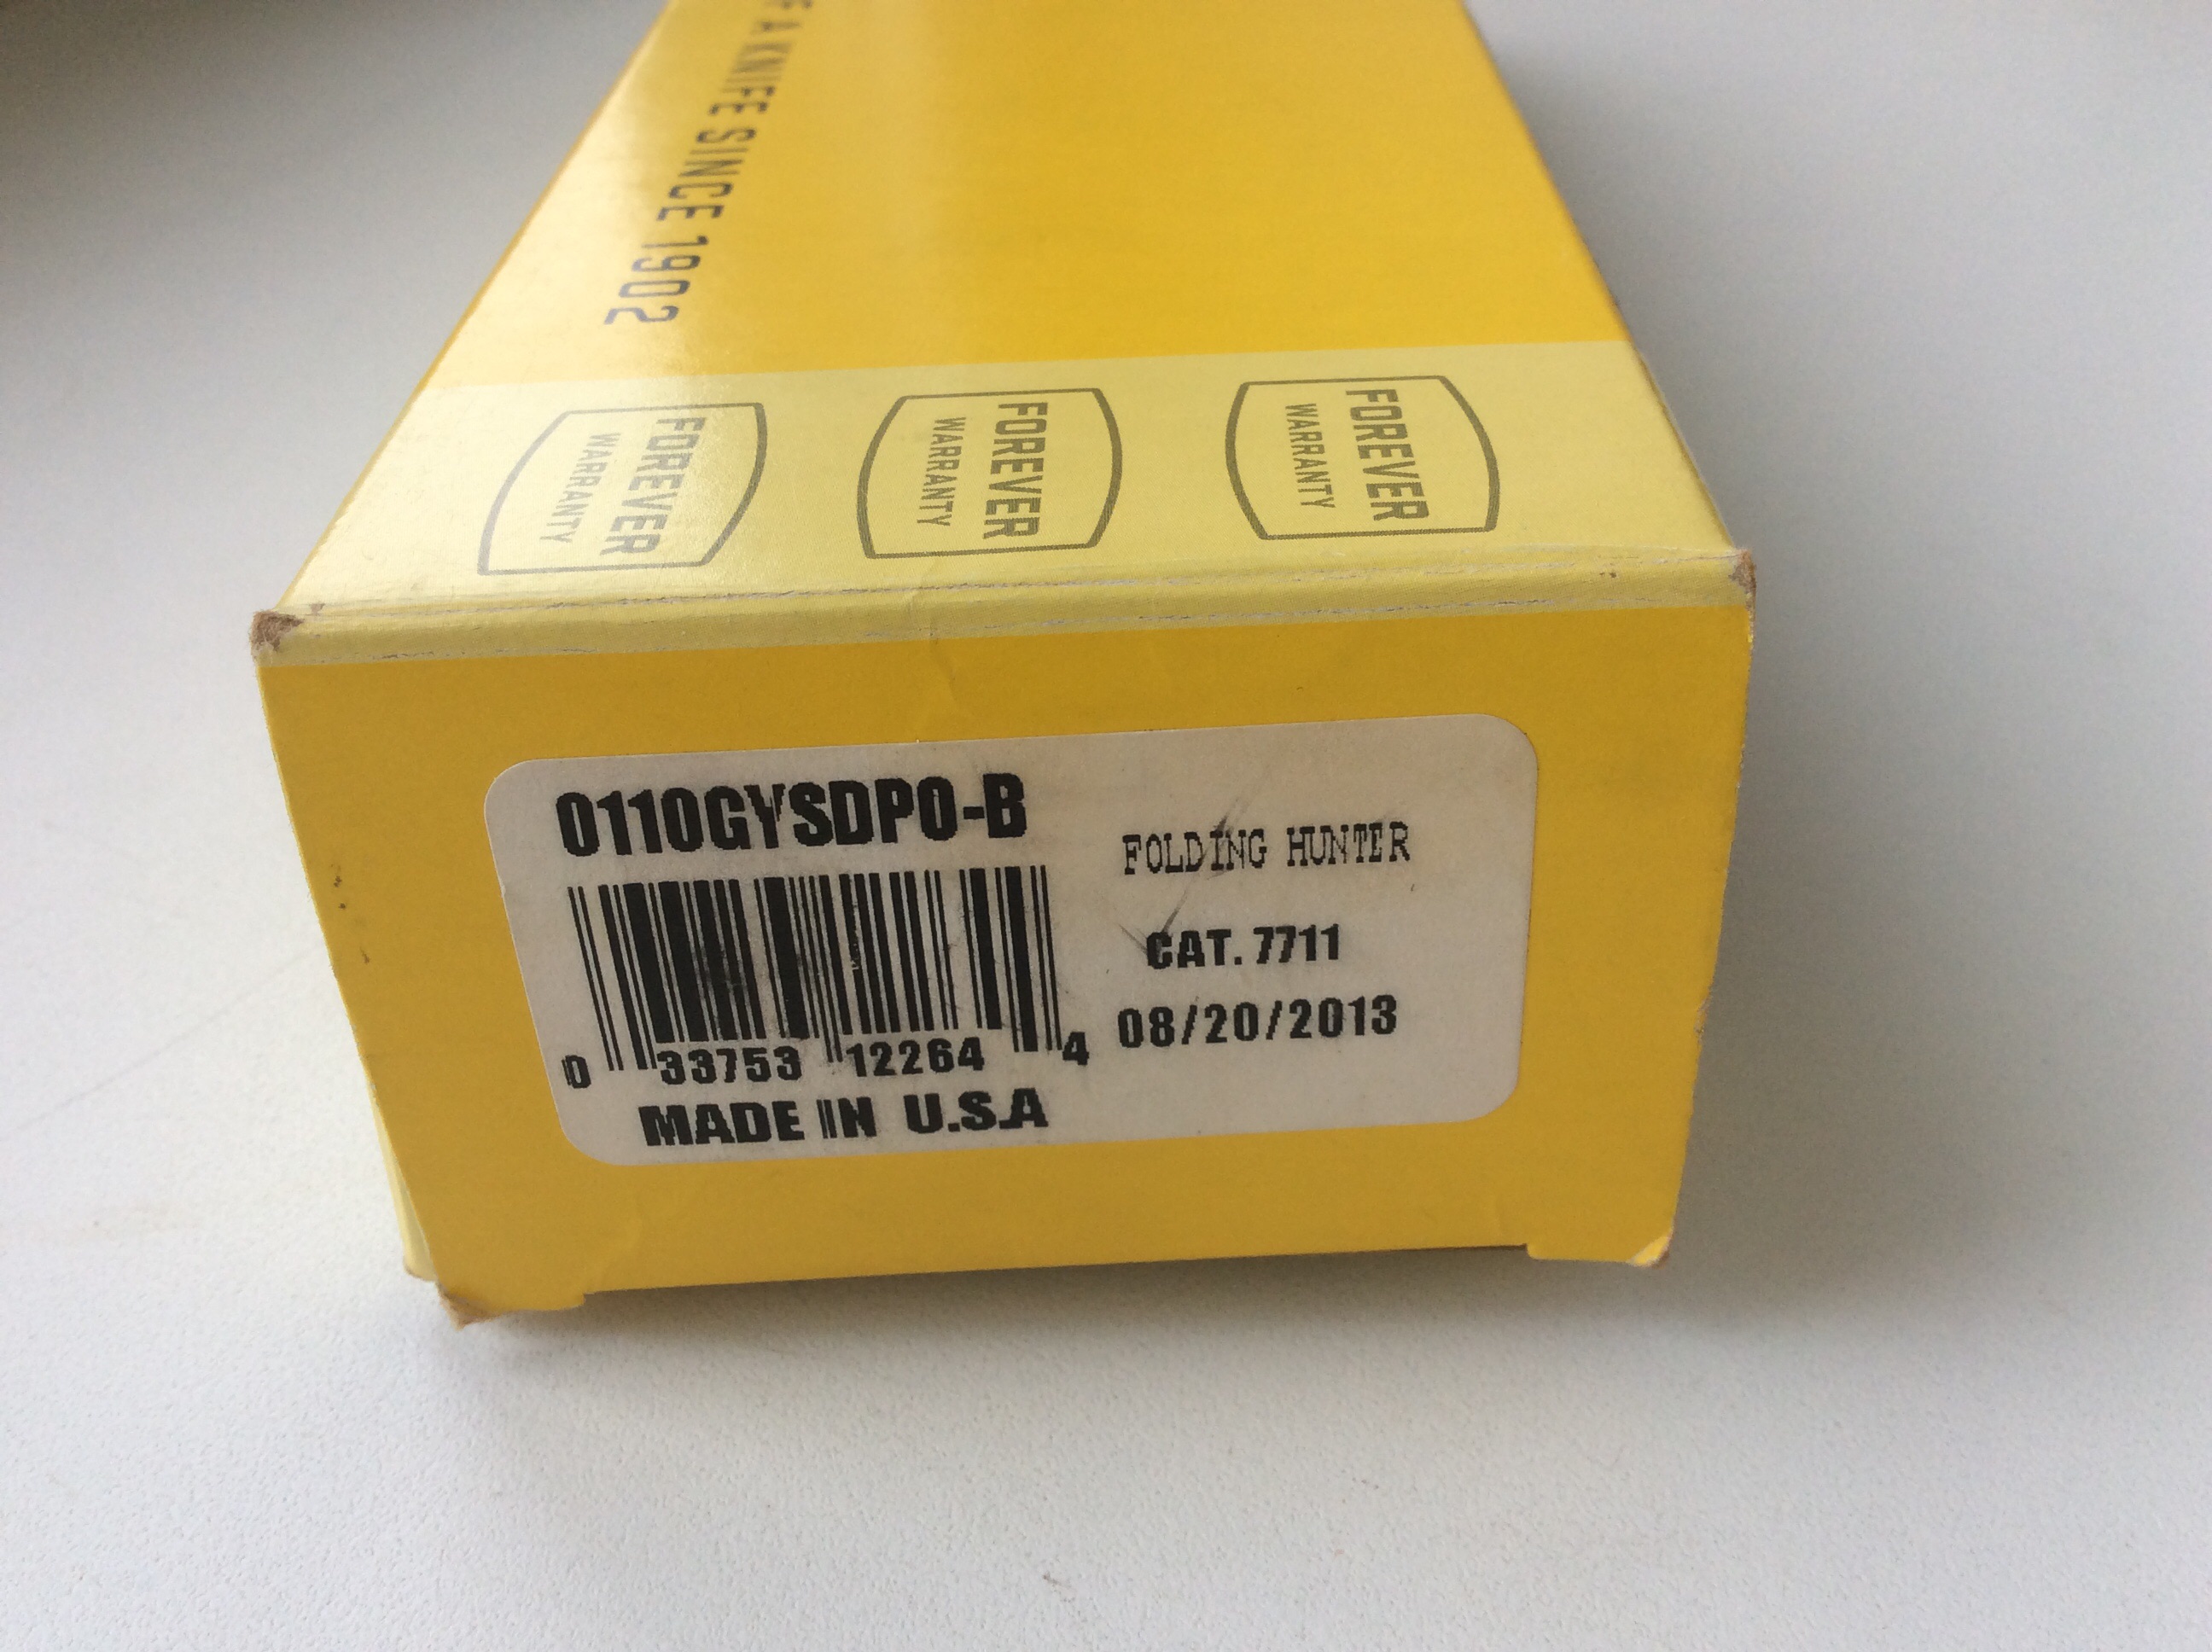 A KNIFE SINCE 1902
FOREVER
WARRANTY
FOREVER
WARRANTY
FOREVER
WARRANTY
0110GYSDP0-B
FOLDING HUNTER
CAT. 7711
08/20/2013
0 33753 12264 4
MADE IN U.S.A